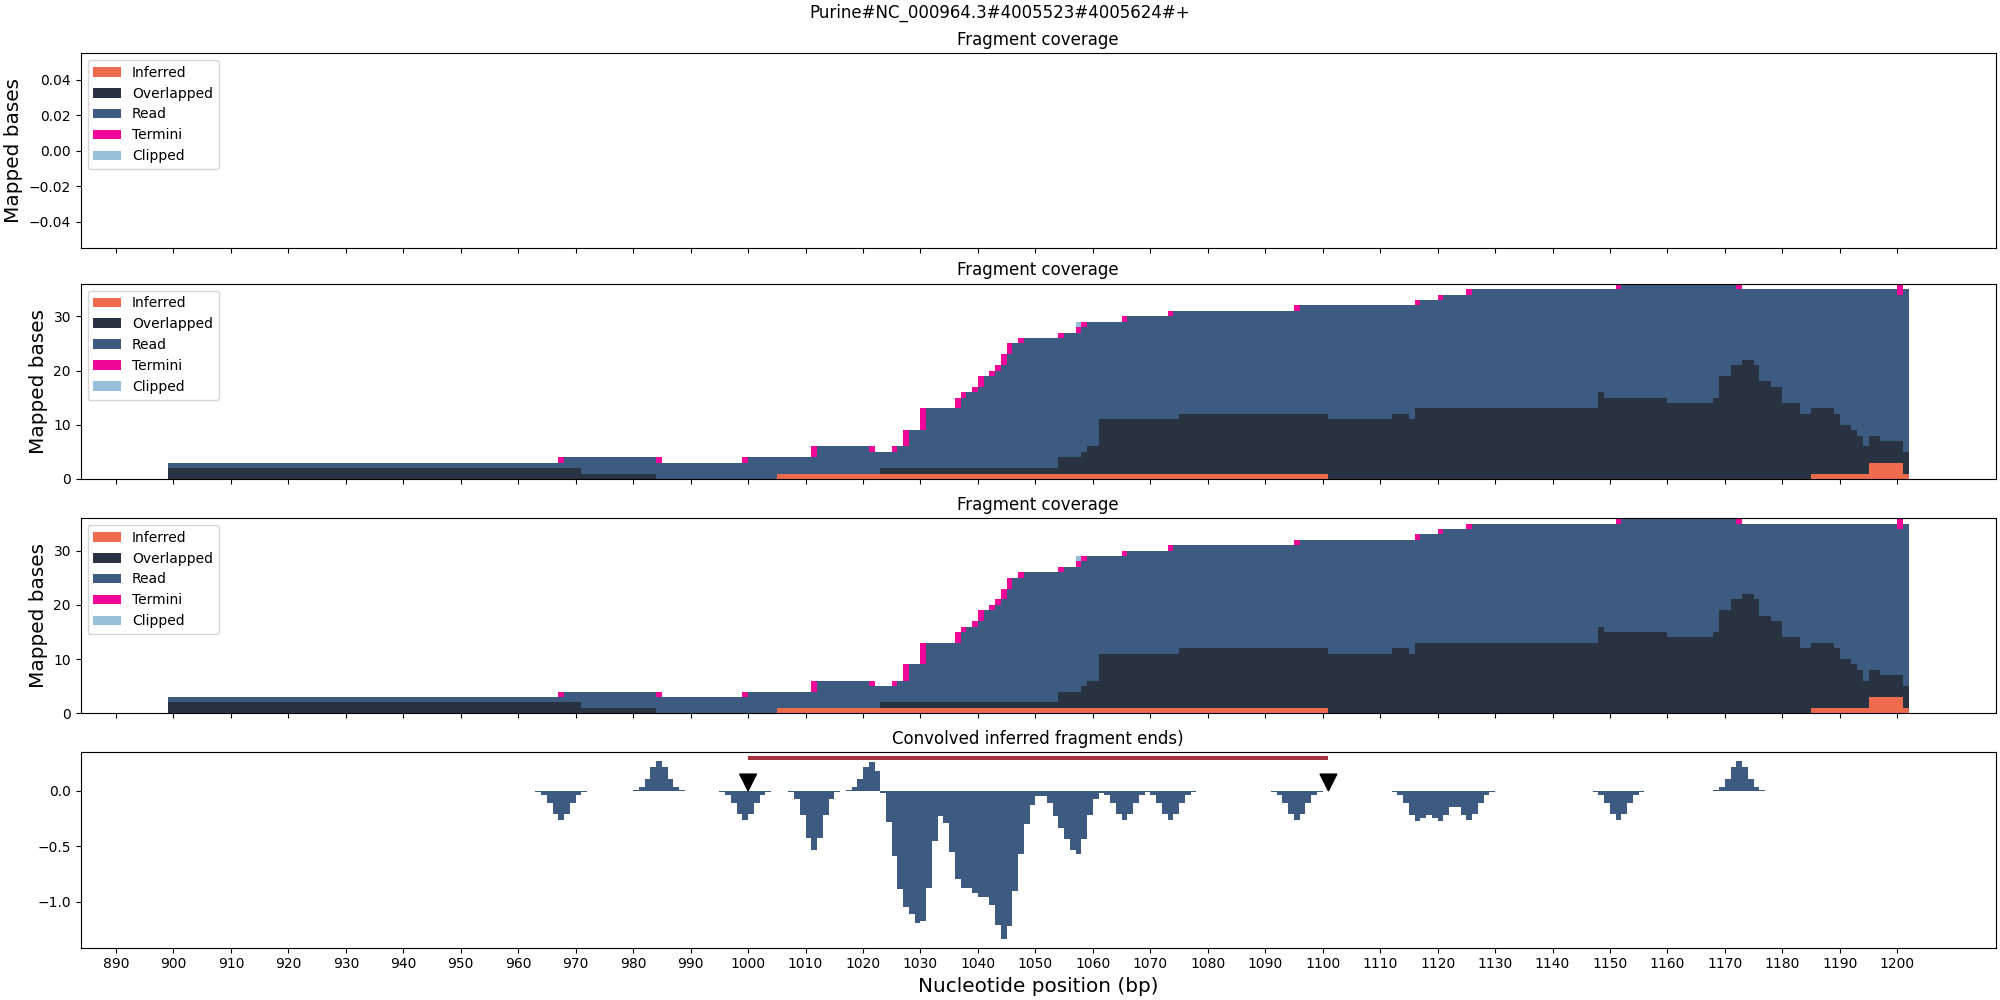 Purine#NC_000964.3#4005523#4005624#+
Fragment coverage
Mapped bases
0.04
0.02
0.00
−0.02
−0.04
Inferred
Overlapped
Read
Termini
Clipped
Fragment coverage
Mapped bases
30
20
10
0
Inferred
Overlapped
Read
Termini
Clipped
Fragment coverage
Mapped bases
30
20
10
0
Inferred
Overlapped
Read
Termini
Clipped
Convolved inferred fragment ends)
0.0
−0.5
−1.0
890 900 910 920 930 940 950 960 970 980 990 1000 1010 1020 1030 1040 1050 1060 1070 1080 1090 1100 1110 1120 1130 1140 1150 1160 1170 1180 1190 1200
Nucleotide position (bp)